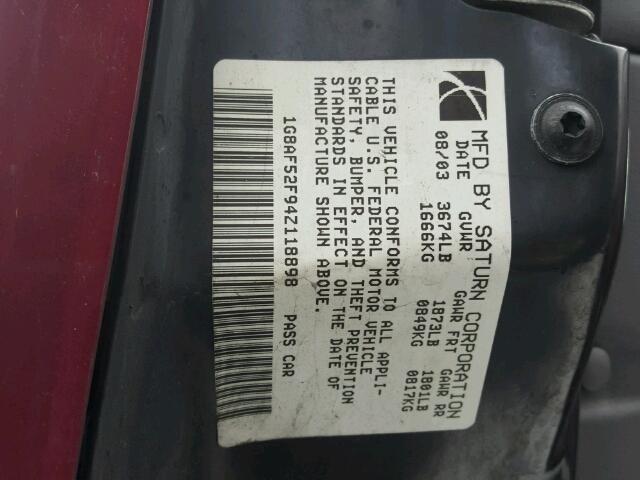 MFD BY SATURN CORPORATION
DATE GVWR GAWR FRT GAWR RR
08/03 3674LB 1873LB 1801LB
1666KG 0849KG 0817KG
THIS VEHICLE CONFORMS TO ALL APPLI-
CABLE U.S. FEDERAL MOTOR VEHICLE
SAFETY, BUMPER, AND THEFT PREVENTION
STANDARDS IN EFFECT ON THE DATE OF
MANUFACTURE SHOWN ABOVE.
1G8AF52F94Z118898 PASS CAR